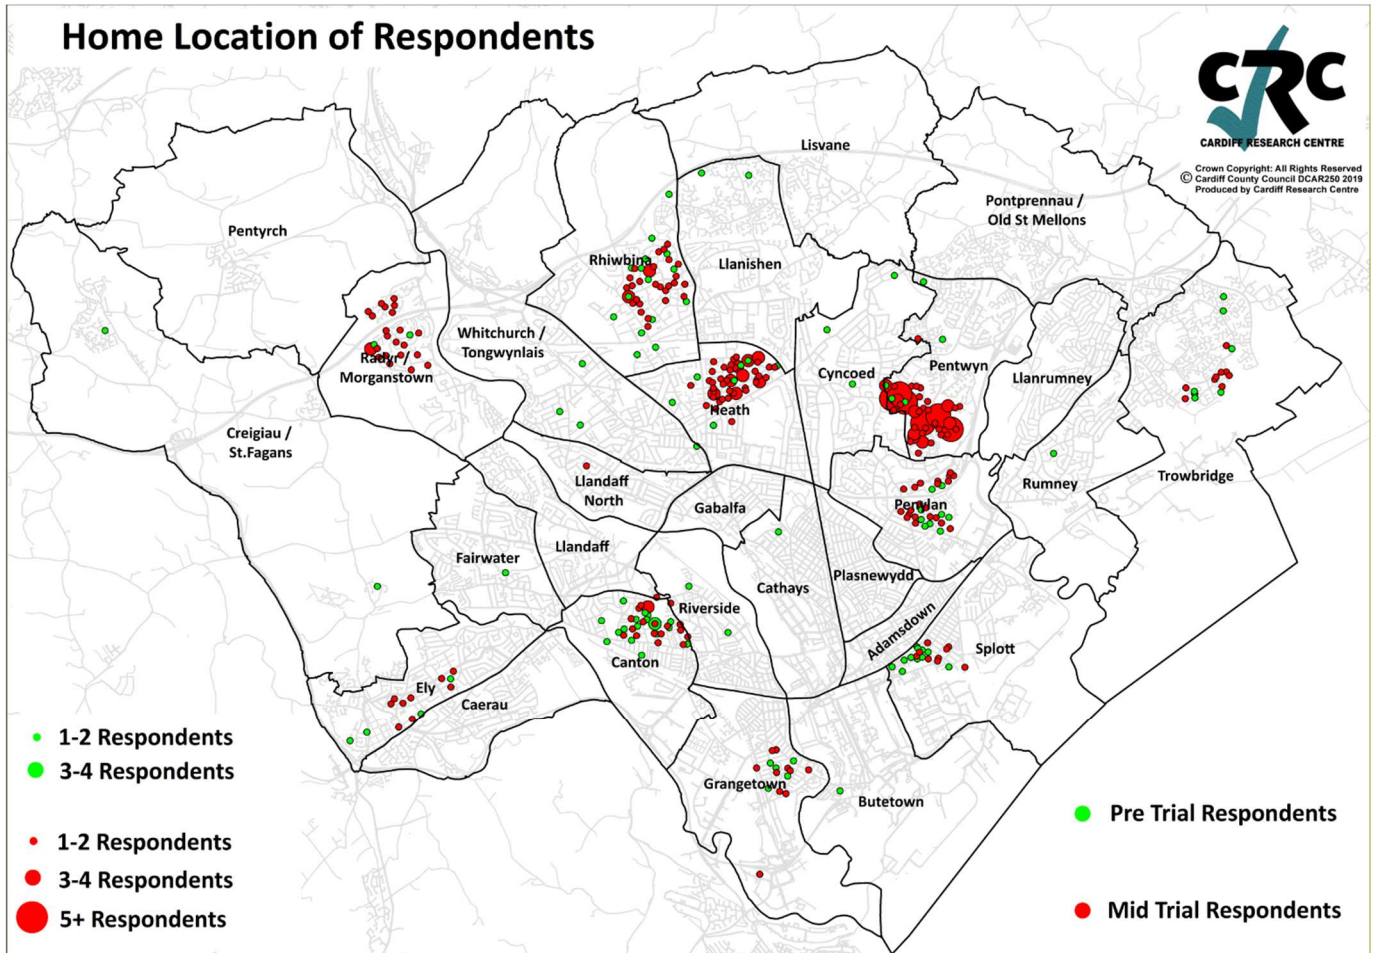 Home Location of Respondents
CRC
CARDIFF RESEARCH CENTRE
Crown Copyright: All Rights Reserved
© Cardiff County Council DCAR250 2019
Produced by Cardiff Research Centre
Lisvane
Pontprennau /
Old St Mellons
Pentyrch
Rhiwbina
Llanishen
Whitchurch /
Tongwynlais
Radyr /
Morganstown
Cyncoed
Pentwyn
Llanrumney
Heath
Creigiau /
St.Fagans
Llandaff
North
Gabalfa
Penylan
Rumney
Trowbridge
Fairwater
Llandaff
Cathays
Plasnewydd
Riverside
Adamsdown
Splott
Canton
Ely
Caerau
Grangetown
Butetown
1-2 Respondents
3-4 Respondents
1-2 Respondents
3-4 Respondents
5+ Respondents
Pre Trial Respondents
Mid Trial Respondents